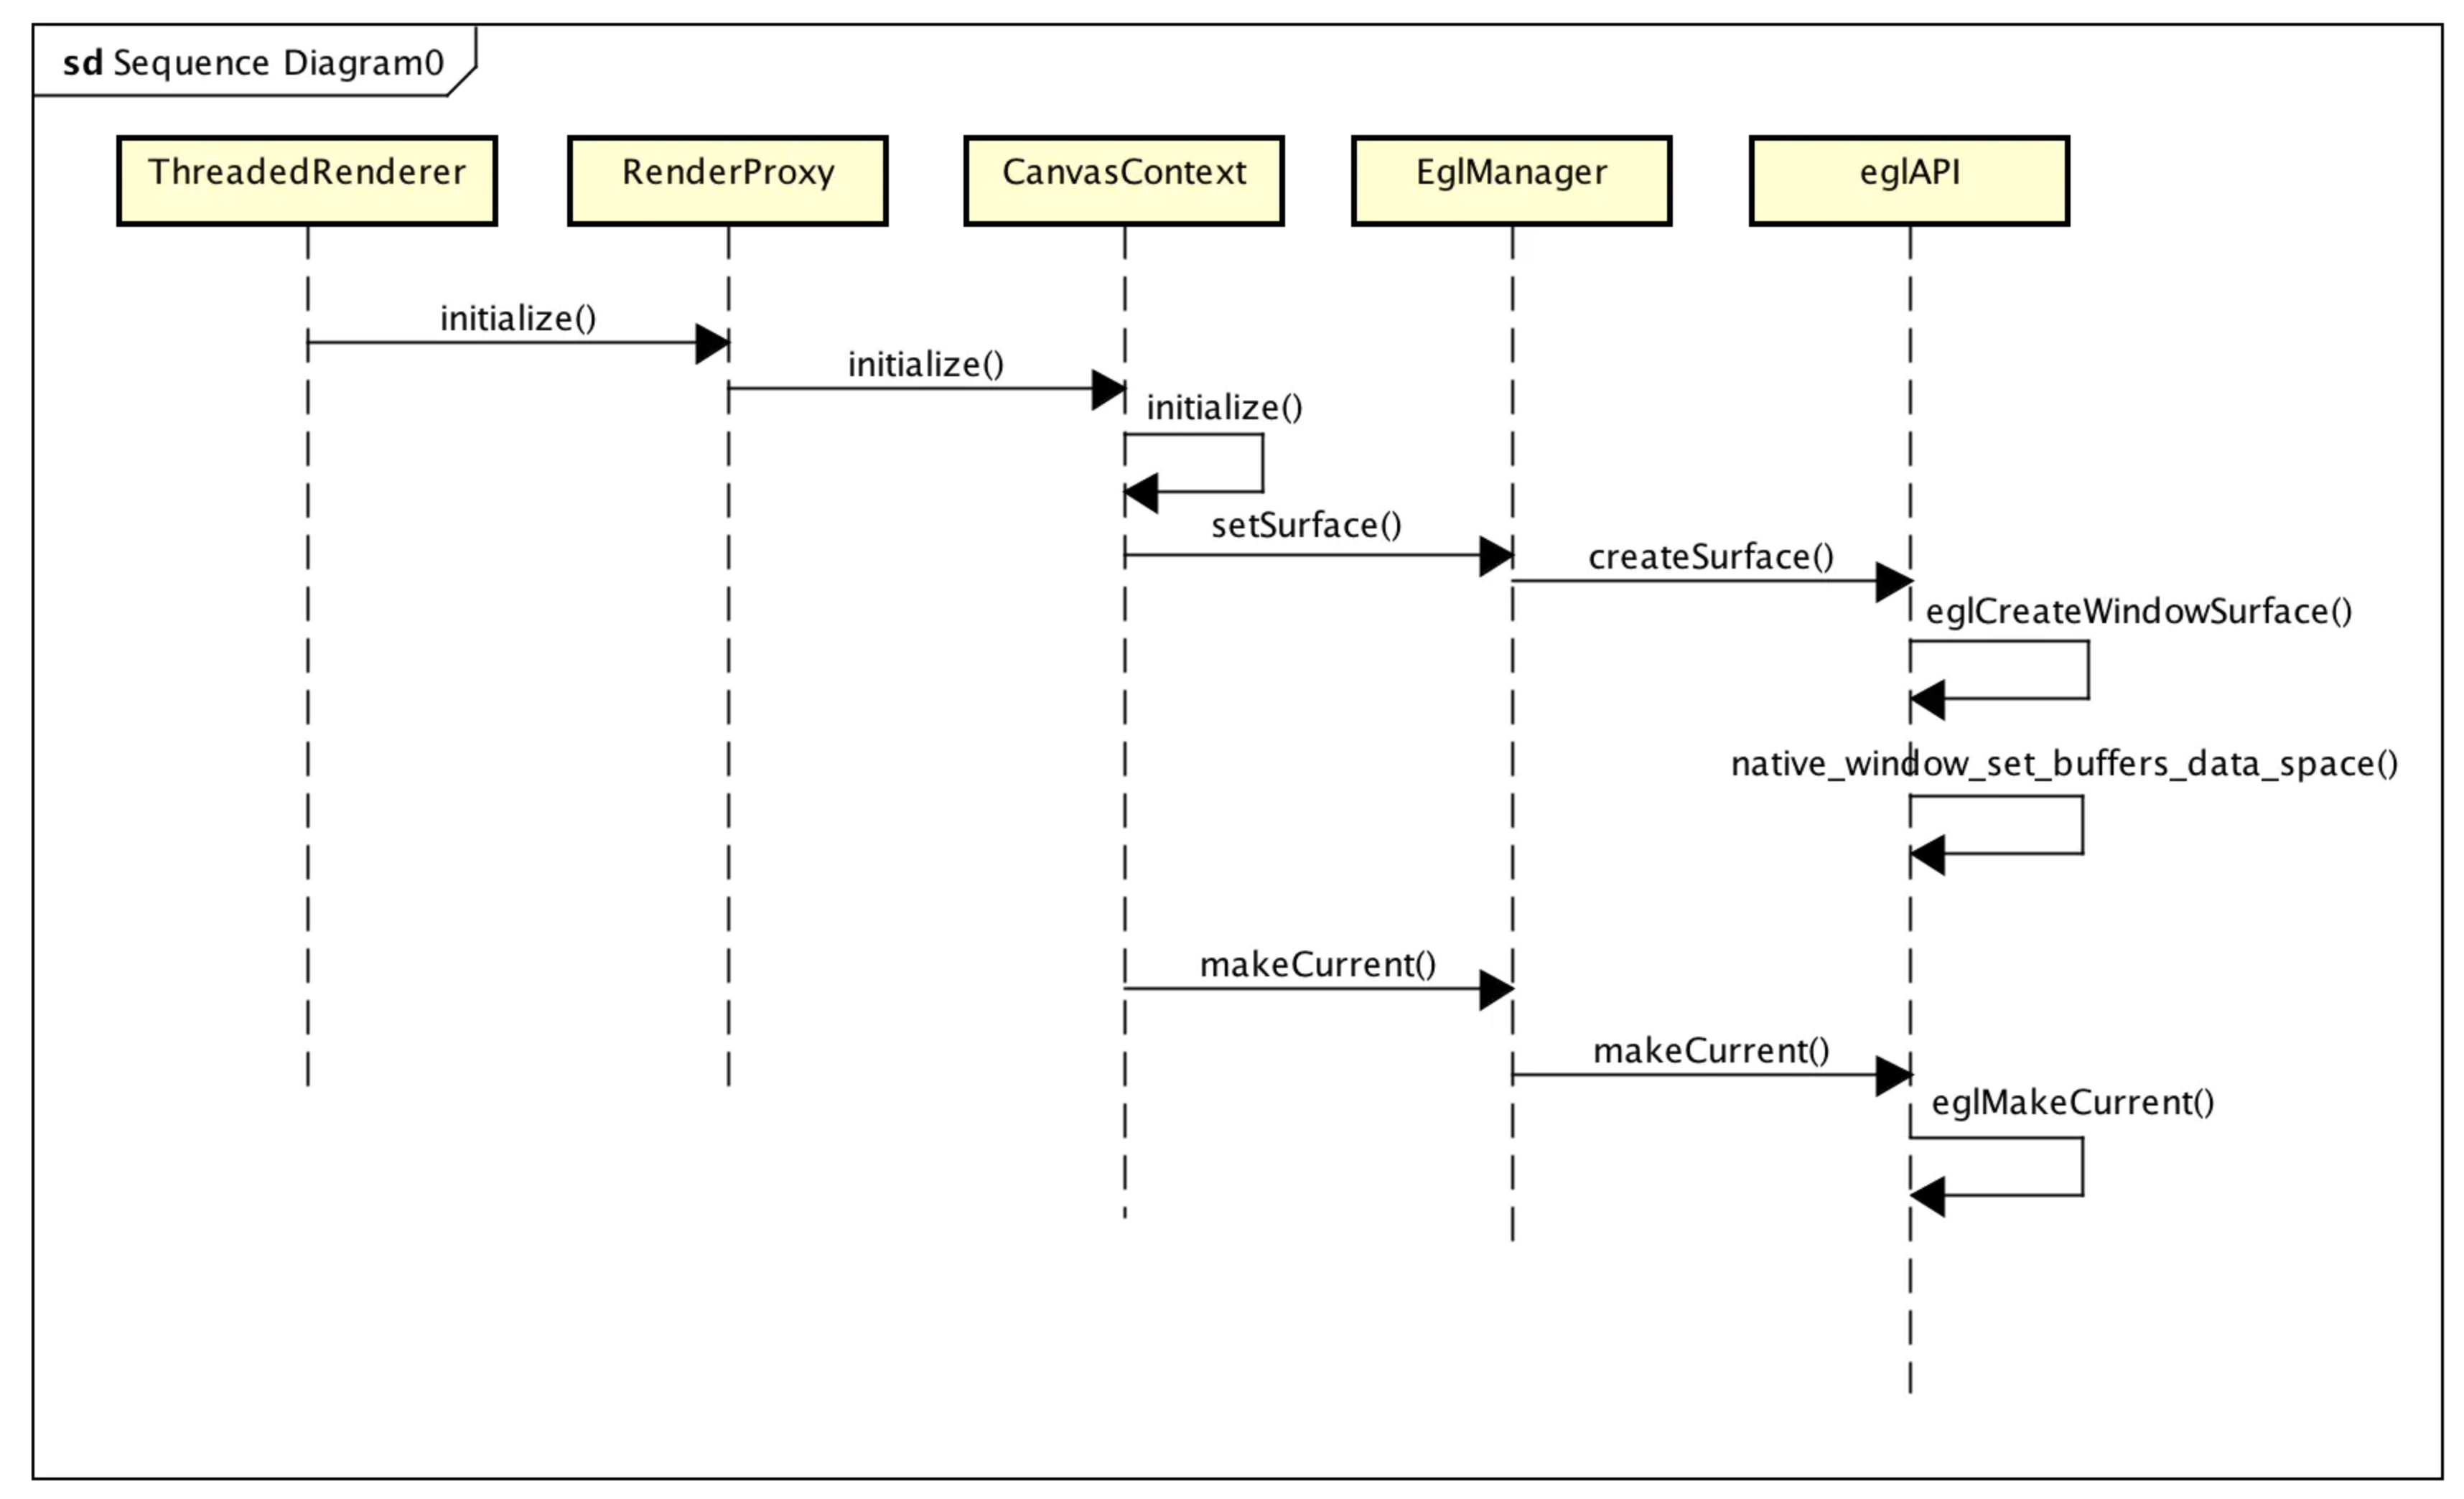 sd Sequence Diagram0
ThreadedRenderer
RenderProxy
CanvasContext
EglManager
eglAPI
initialize()
initialize()
initialize()
setSurface()
createSurface()
eglCreateWindowSurface()
native_window_set_buffers_data_space()
makeCurrent()
makeCurrent()
eglMakeCurrent()